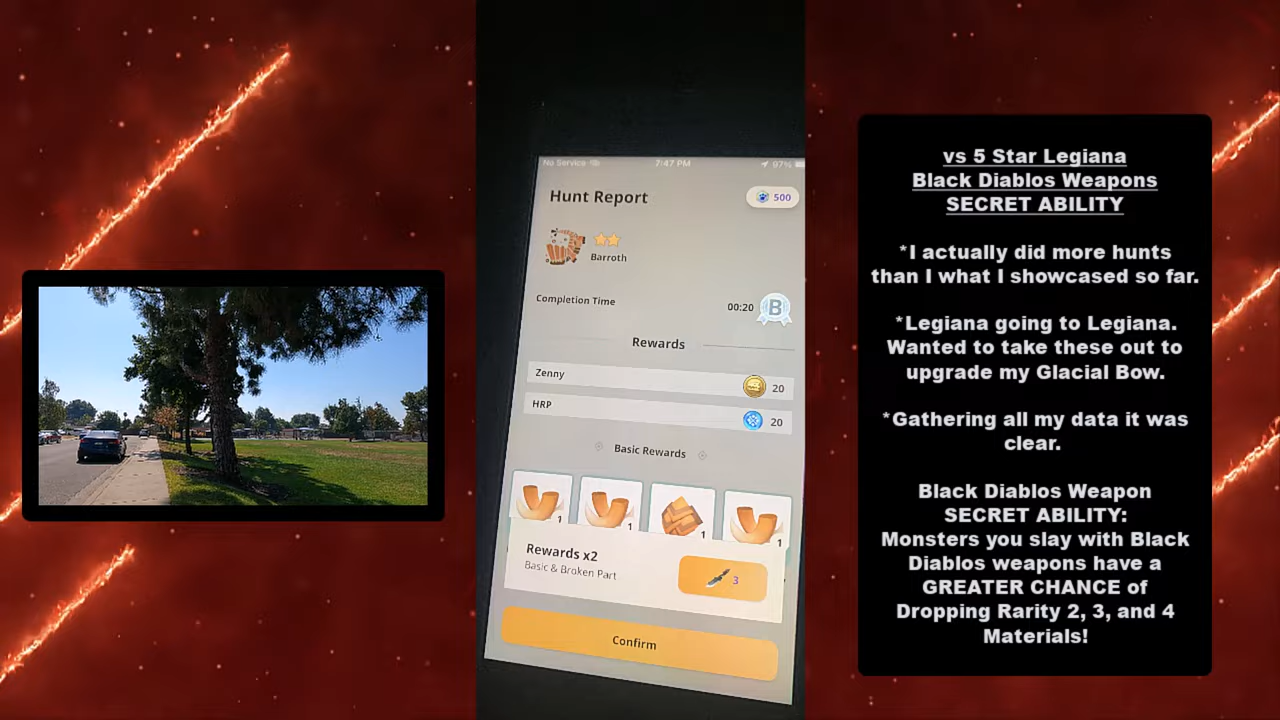 No Service
7:47 PM
97%
Hunt Report
500
Barroth
Completion Time
00:20
B
Rewards
Zenny
20
HRP
20
Basic Rewards
1
1
1
1
Rewards x2
Basic & Broken Part
3
Confirm
vs 5 Star Legiana
Black Diablos Weapons
SECRET ABILITY
*I actually did more hunts
than I what I showcased so far.
*Legiana going to Legiana.
Wanted to take these out to
upgrade my Glacial Bow.
*Gathering all my data it was
clear.
Black Diablos Weapon
SECRET ABILITY:
Monsters you slay with Black
Diablos weapons have a
GREATER CHANCE of
Dropping Rarity 2, 3, and 4
Materials!